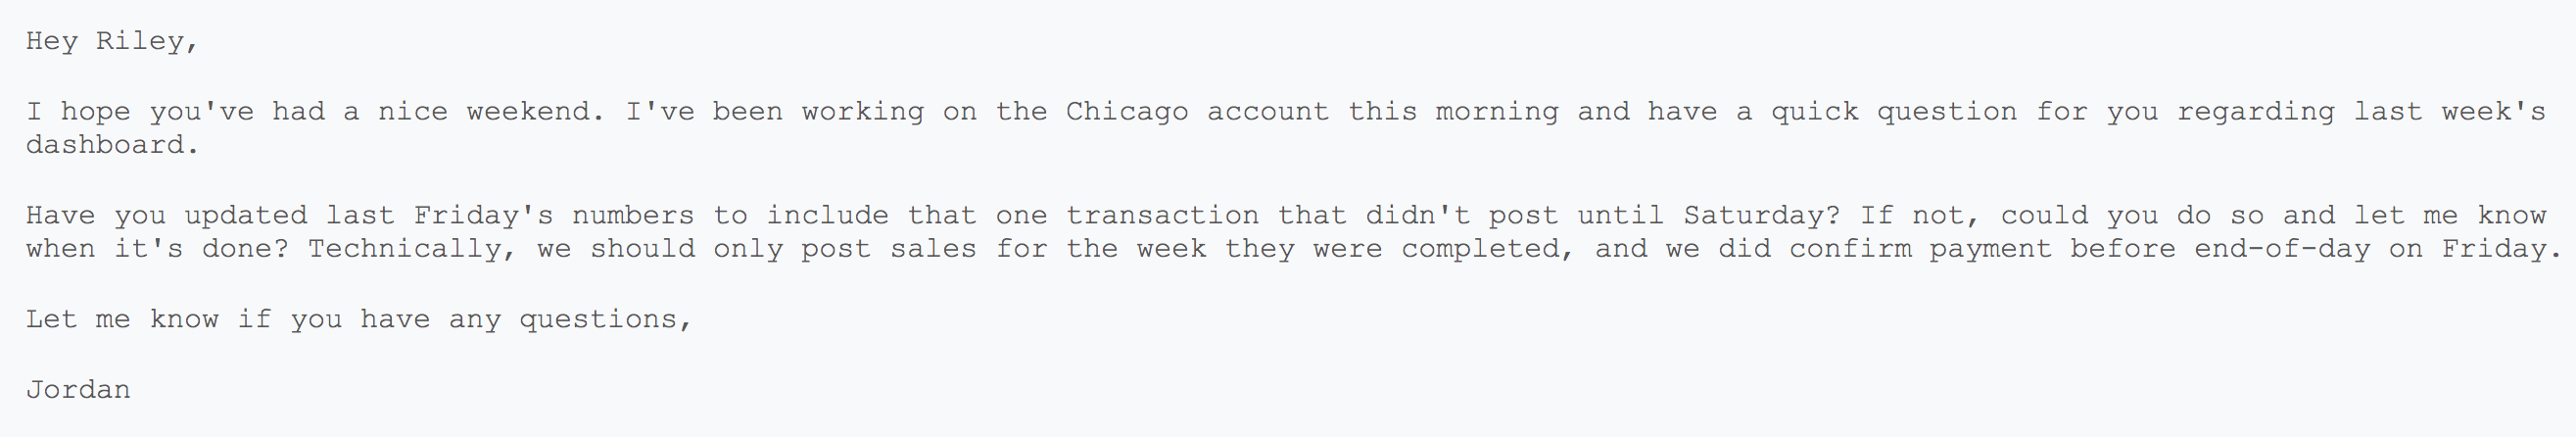 Hey Riley,
I hope you've had a nice weekend. I've been working on the Chicago account this morning and have a quick question for you regarding last week's
dashboard.
Have you updated last Friday's numbers to include that one transaction that didn't post until Saturday? If not, could you do so and let me know
when it's done? Technically, we should only post sales for the week they were completed, and we did confirm payment before end-of-day on Friday.
Let me know if you have any questions,
Jordan